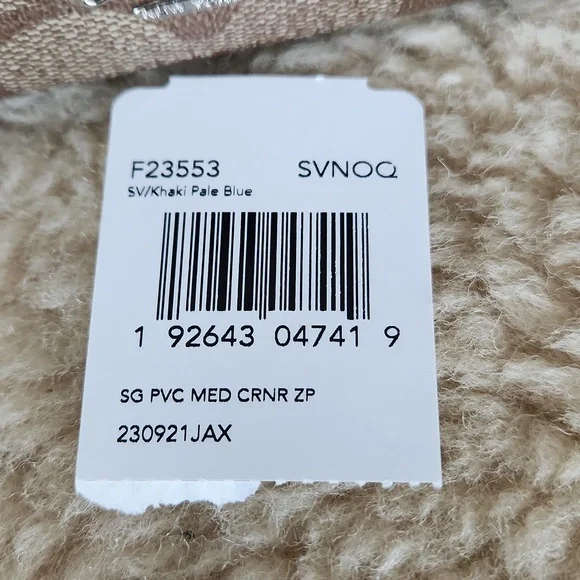 F23553 SVNOQ
SV/Khaki Pale Blue
1 92643 04741 9
SG PVC MED CRNR ZP
230921JAX